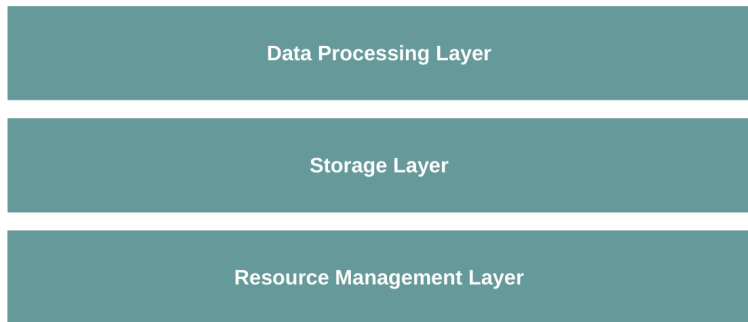 Data Processing Layer
Storage Layer
Resource Management Layer